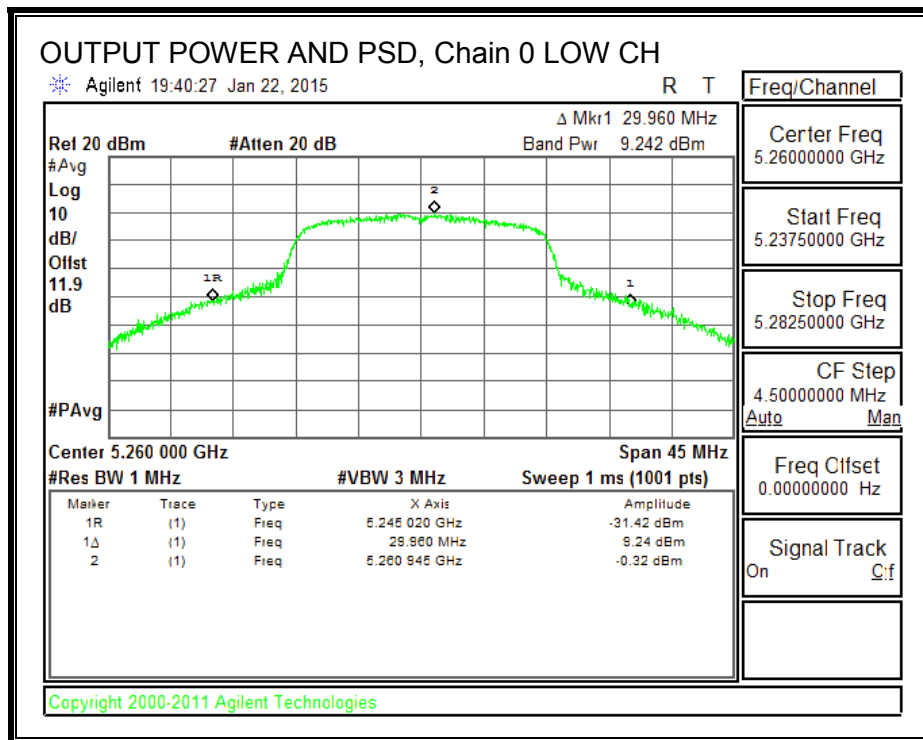 OUTPUT POWER AND PSD, Chain 0 LOW CH
Agilent 19:40:27 Jan 22, 2015 R T
Δ Mkr1 29.960 MHz
Ref 20 dBm #Atten 20 dB Band Pwr 9.242 dBm
#Avg
Log
10
dB/
Offst
11.9
dB
2
1R
1
#PAvg
Center 5.260 000 GHz Span 45 MHz
#Res BW 1 MHz #VBW 3 MHz Sweep 1 ms (1001 pts)
Marker Trace Type X Axis Amplitude
1R (1) Freq 5.245 020 GHz -31.42 dBm
1Δ (1) Freq 29.960 MHz 9.24 dBm
2 (1) Freq 5.260 945 GHz -0.32 dBm
Freq/Channel
Center Freq
5.26000000 GHz
Start Freq
5.23750000 GHz
Stop Freq
5.28250000 GHz
CF Step
4.50000000 MHz
Auto Man
Freq Offset
0.00000000 Hz
Signal Track
On Off
Copyright 2000-2011 Agilent Technologies